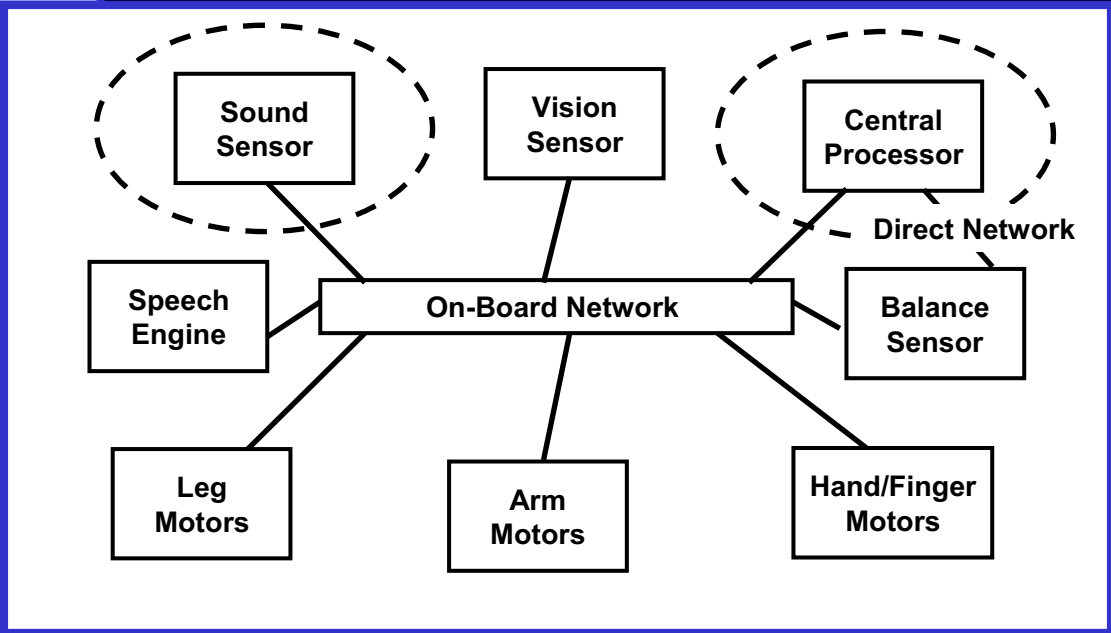 Sound
Sensor
Vision
Sensor
Central
Processor
Direct Network
Speech
Engine
On-Board Network
Balance
Sensor
Leg
Motors
Arm
Motors
Hand/Finger
Motors